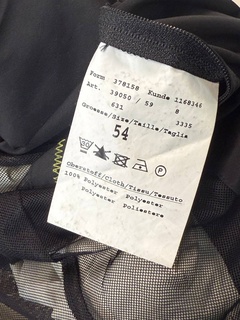 Form 378158 Kunde 1168346
Art. 39050 / 59 8
Groesse/Size/Taille/Taglia
631 3335
54
P
Oberstoff/Cloth/Tissu/Tessuto
100% Polyester Polyester
Polyester Poliestere